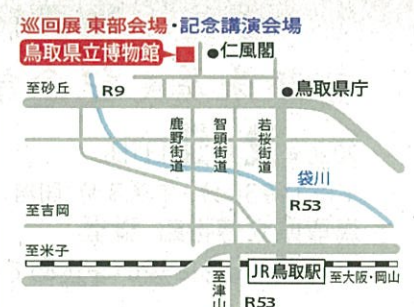 巡回展 東部会場・記念講演会場
鳥取県立博物館
仁風閣
至砂丘
R9
鳥取県庁
鹿野街道
智頭街道
若桜街道
袋川
至吉岡
R53
至米子
JR鳥取駅
至大阪・岡山
至津山
R53